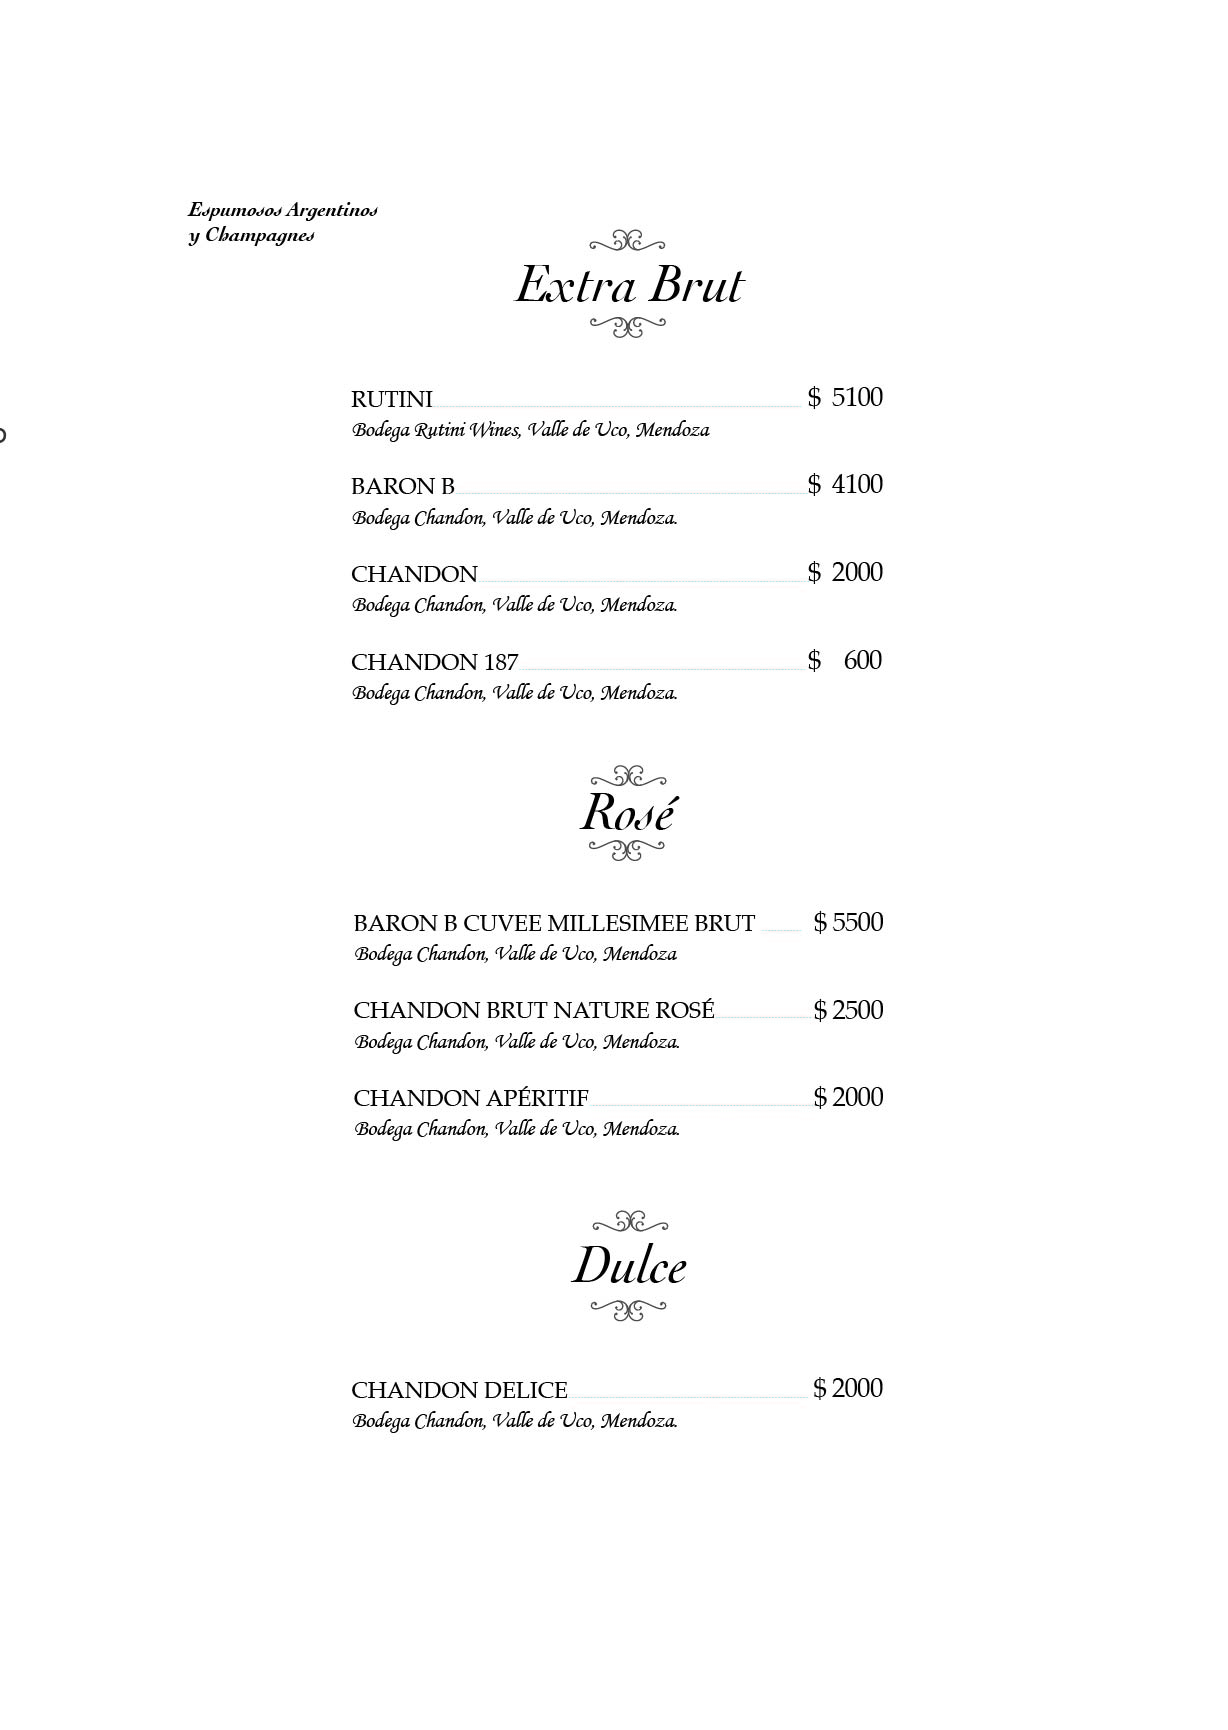 Espumosos Argentinos
y Champagnes
Extra Brut
RUTINI $ 5100
Bodega Rutini Wines, Valle de Uco, Mendoza
BARON B $ 4100
Bodega Chandon, Valle de Uco, Mendoza.
CHANDON $ 2000
Bodega Chandon, Valle de Uco, Mendoza.
CHANDON 187 $ 600
Bodega Chandon, Valle de Uco, Mendoza.
Rosé
BARON B CUVEE MILLESIMEE BRUT $ 5500
Bodega Chandon, Valle de Uco, Mendoza
CHANDON BRUT NATURE ROSÉ $ 2500
Bodega Chandon, Valle de Uco, Mendoza.
CHANDON APÉRITIF $ 2000
Bodega Chandon, Valle de Uco, Mendoza.
Dulce
CHANDON DELICE $ 2000
Bodega Chandon, Valle de Uco, Mendoza.